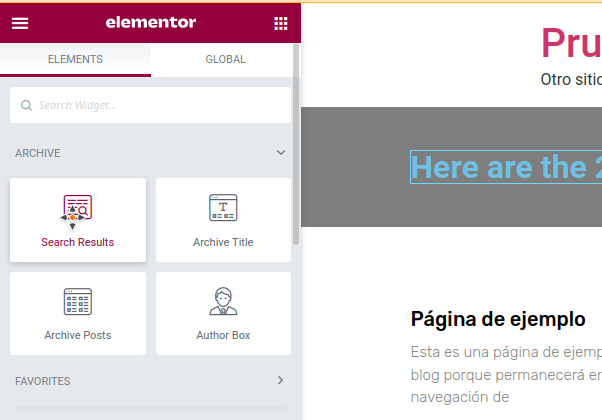 elementor
ELEMENTS
GLOBAL
Search Widget...
ARCHIVE
Search Results
T
Archive Title
Archive Posts
Author Box
FAVORITES
Pru
Otro sitio
Here are the 2
Página de ejemplo
Esta es una página de ejemp
blog porque permanecerá en
navegación de